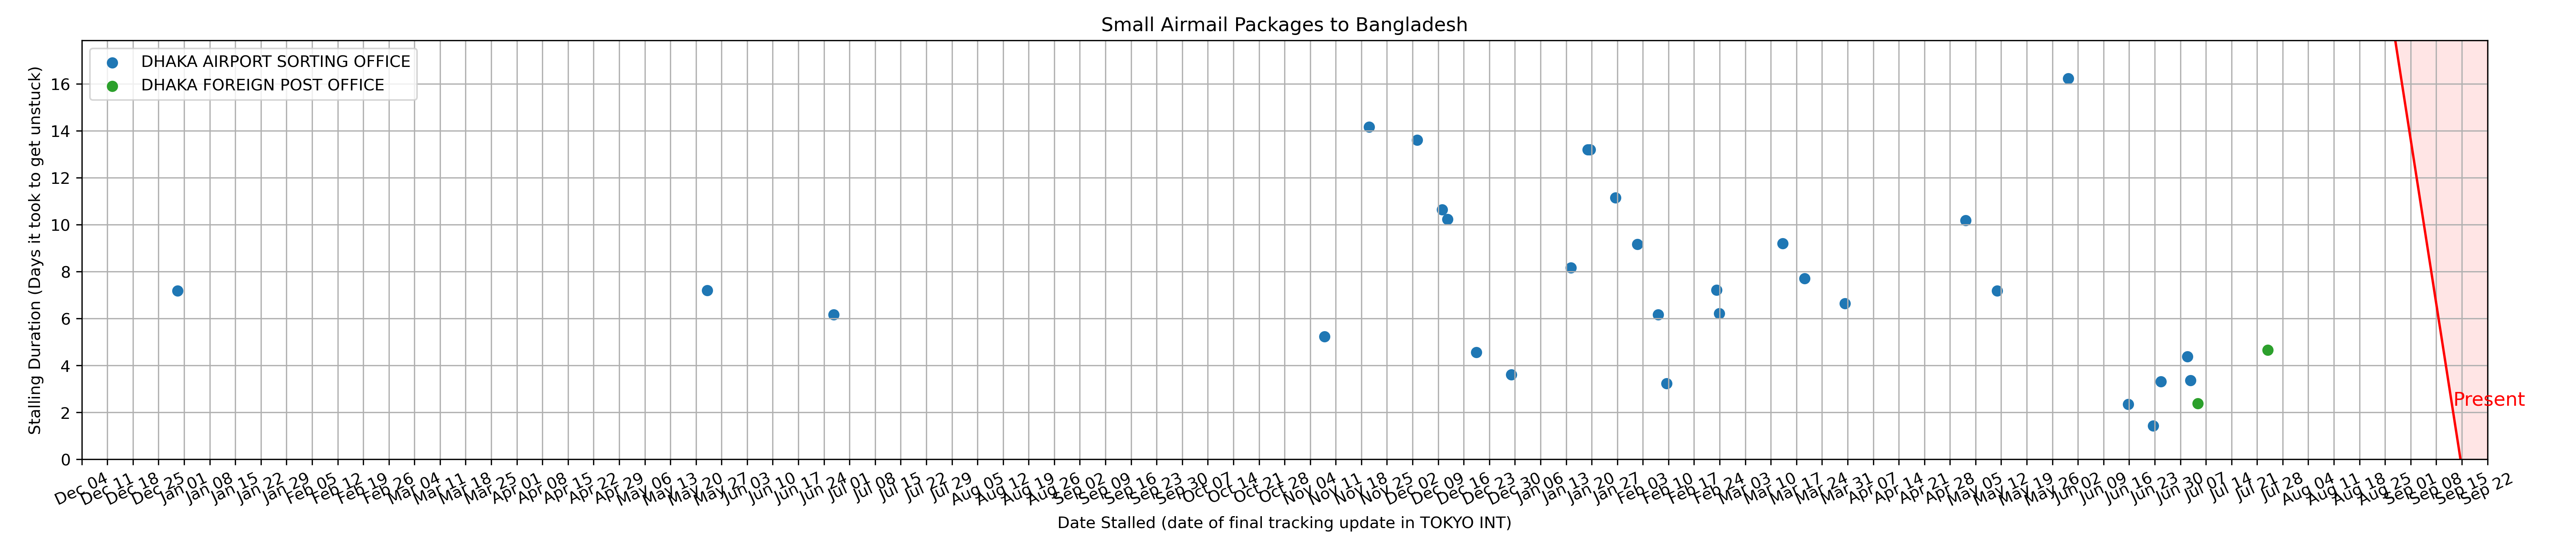 Small Airmail Packages to Bangladesh
DHAKA AIRPORT SORTING OFFICE
DHAKA FOREIGN POST OFFICE
Stalling Duration (Days it took to get unstuck)
16
14
12
10
8
6
4
2
0
Present
Dec 04
Dec 11
Dec 18
Dec 25
Jan 01
Jan 08
Jan 15
Jan 22
Jan 29
Feb 05
Feb 12
Feb 19
Feb 26
Mar 04
Mar 11
Mar 18
Mar 25
Apr 01
Apr 08
Apr 15
Apr 22
Apr 29
May 06
May 13
May 20
May 27
Jun 03
Jun 10
Jun 17
Jun 24
Jul 01
Jul 08
Jul 15
Jul 22
Jul 29
Aug 05
Aug 12
Aug 19
Aug 26
Sep 02
Sep 09
Sep 16
Sep 23
Sep 30
Oct 07
Oct 14
Oct 21
Oct 28
Nov 04
Nov 11
Nov 18
Nov 25
Dec 02
Dec 09
Dec 16
Dec 23
Dec 30
Jan 06
Jan 13
Jan 20
Jan 27
Feb 03
Feb 10
Feb 17
Feb 24
Mar 03
Mar 10
Mar 17
Mar 24
Mar 31
Apr 07
Apr 14
Apr 21
Apr 28
May 05
May 12
May 19
May 26
Jun 02
Jun 09
Jun 16
Jun 23
Jun 30
Jul 07
Jul 14
Jul 21
Jul 28
Aug 04
Aug 11
Aug 18
Aug 25
Sep 01
Sep 08
Sep 15
Sep 22
Date Stalled (date of final tracking update in TOKYO INT)